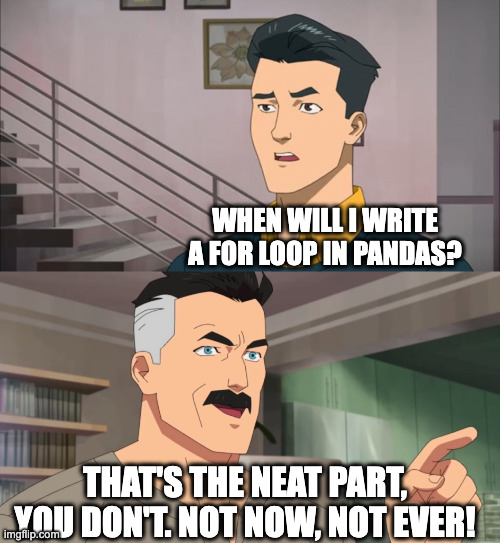 WHEN WILL I WRITE
A FOR LOOP IN PANDAS?
THAT'S THE NEAT PART,
YOU DON'T. NOT NOW, NOT EVER!
imgflip.com